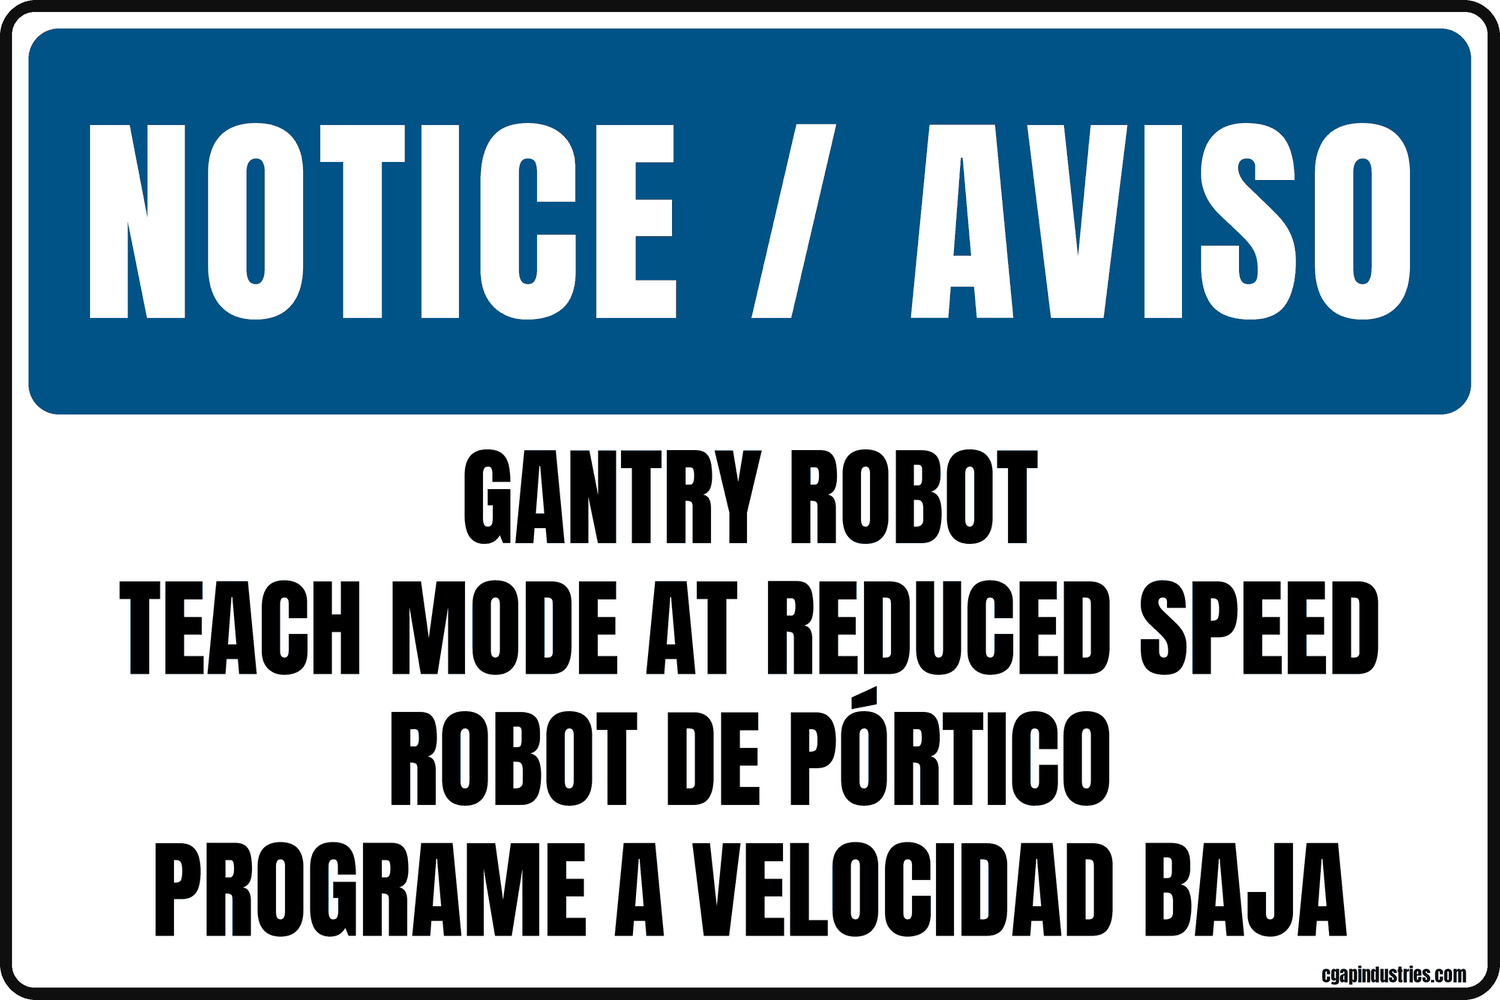 NOTICE / AVISO
GANTRY ROBOT
TEACH MODE AT REDUCED SPEED
ROBOT DE PÓRTICO
PROGRAME A VELOCIDAD BAJA
cgapindustries.com